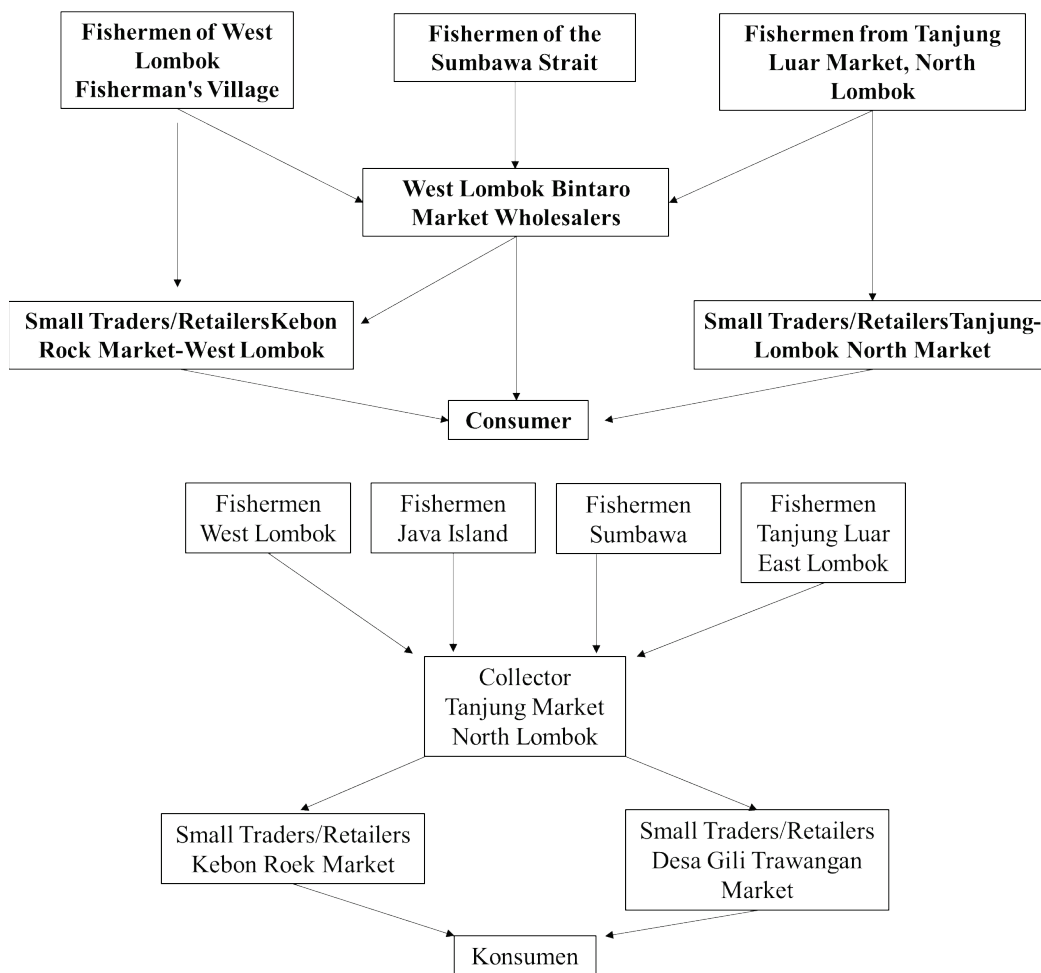 Fishermen of West
Lombok
Fisherman's Village
Fishermen of the
Sumbawa Strait
Fishermen from Tanjung
Luar Market, North
Lombok
West Lombok Bintaro
Market Wholesalers
Small Traders/RetailersKebon
Rock Market-West Lombok
Small Traders/RetailersTanjung-
Lombok North Market
Consumer
Fishermen
West Lombok
Fishermen
Java Island
Fishermen
Sumbawa
Fishermen
Tanjung Luar
East Lombok
Collector
Tanjung Market
North Lombok
Small Traders/Retailers
Kebon Roek Market
Small Traders/Retailers
Desa Gili Trawangan
Market
Konsumen